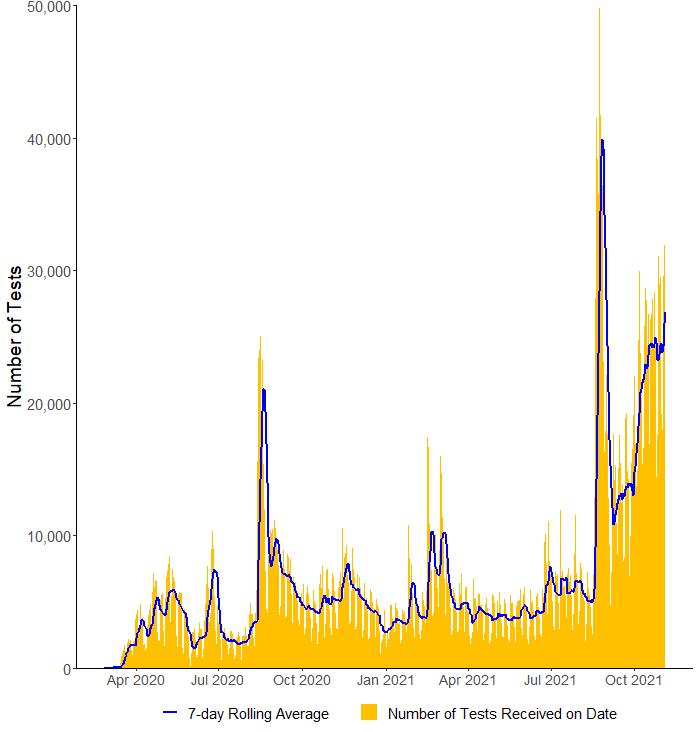 50,000
40,000
30,000
20,000
10,000
0
Number of Tests
Apr 2020 Jul 2020 Oct 2020 Jan 2021 Apr 2021 Jul 2021 Oct 2021
7-day Rolling Average Number of Tests Received on Date